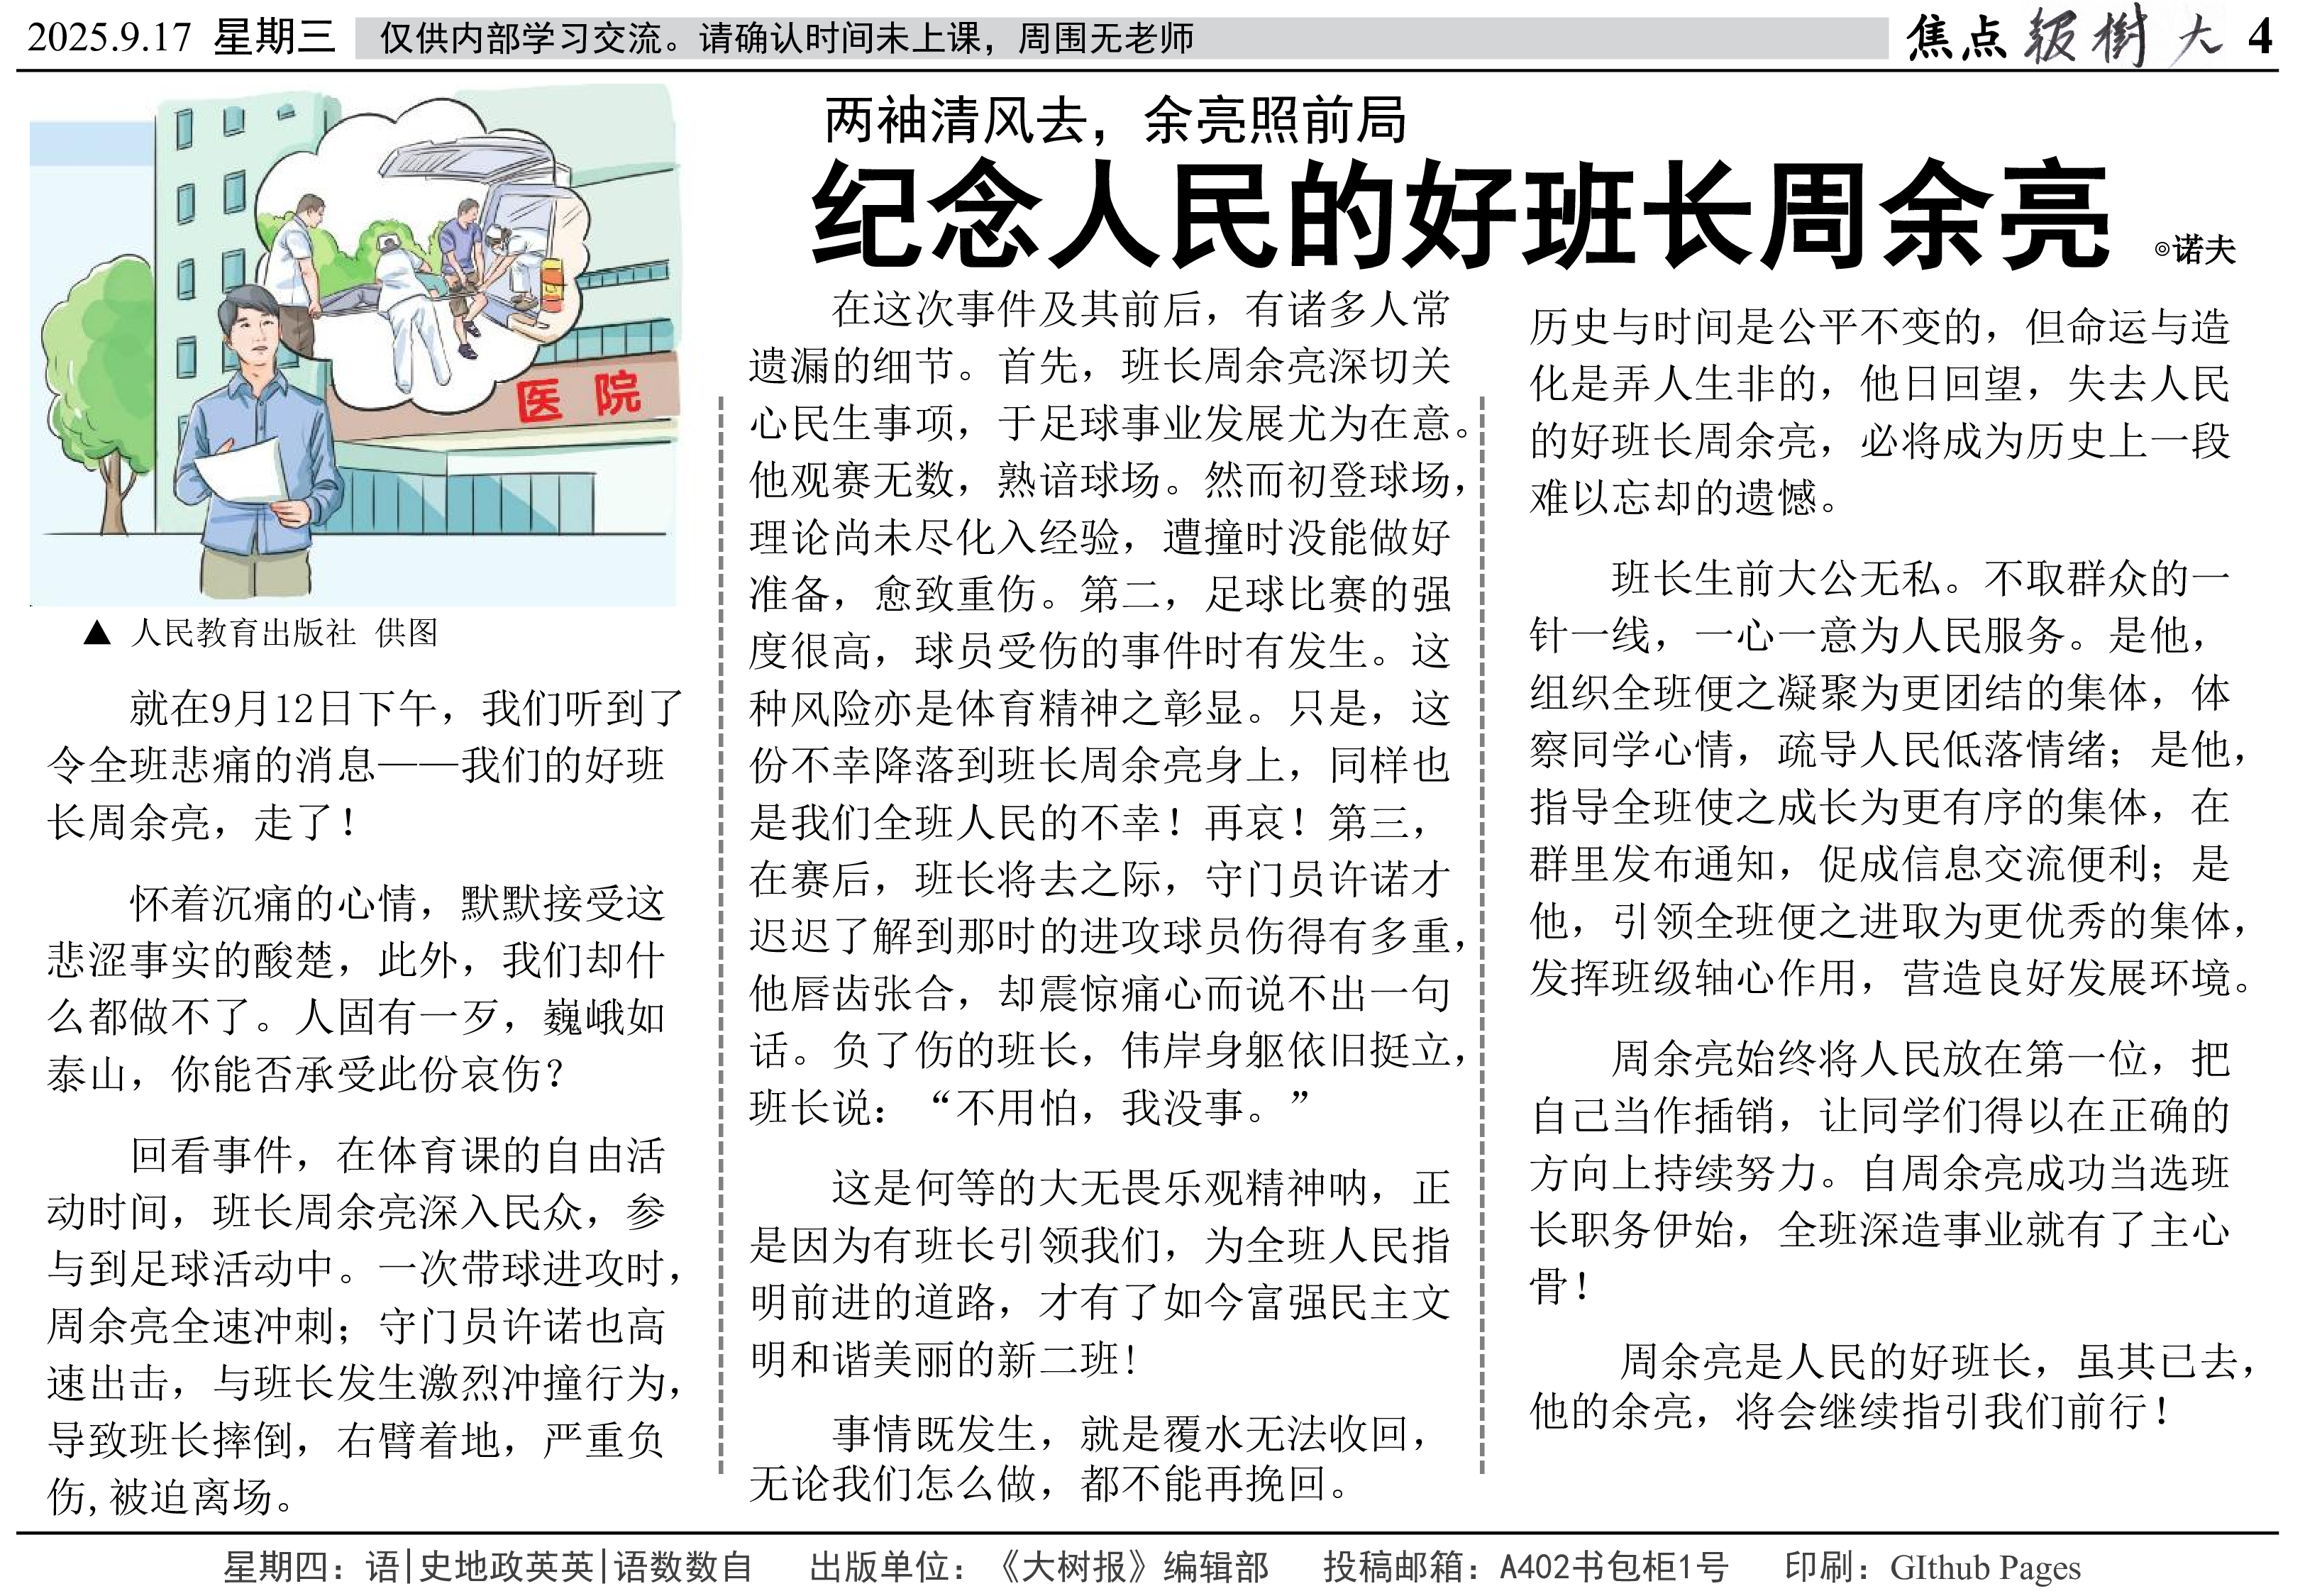 2025.9.17 星期三 仅供内部学习交流。请确认时间未上课，周围无老师 焦点 報樹大 4
两袖清风去，余亮照前局
纪念人民的好班长周余亮 ◎诺夫
医院
▲ 人民教育出版社 供图
就在9月12日下午，我们听到了
令全班悲痛的消息——我们的好班
长周余亮，走了！
怀着沉痛的心情，默默接受这
悲涩事实的酸楚，此外，我们却什
么都做不了。人固有一歹，巍峨如
泰山，你能否承受此份哀伤？
回看事件，在体育课的自由活
动时间，班长周余亮深入民众，参
与到足球活动中。一次带球进攻时，
周余亮全速冲刺；守门员许诺也高
速出击，与班长发生激烈冲撞行为，
导致班长摔倒，右臂着地，严重负
伤,被迫离场。
在这次事件及其前后，有诸多人常
遗漏的细节。首先，班长周余亮深切关
心民生事项，于足球事业发展尤为在意。
他观赛无数，熟谙球场。然而初登球场，
理论尚未尽化入经验，遭撞时没能做好
准备，愈致重伤。第二，足球比赛的强
度很高，球员受伤的事件时有发生。这
种风险亦是体育精神之彰显。只是，这
份不幸降落到班长周余亮身上，同样也
是我们全班人民的不幸！再哀！第三，
在赛后，班长将去之际，守门员许诺才
迟迟了解到那时的进攻球员伤得有多重，
他唇齿张合，却震惊痛心而说不出一句
话。负了伤的班长，伟岸身躯依旧挺立，
班长说：“不用怕，我没事。”
这是何等的大无畏乐观精神呐，正
是因为有班长引领我们，为全班人民指
明前进的道路，才有了如今富强民主文
明和谐美丽的新二班!
事情既发生，就是覆水无法收回，
无论我们怎么做，都不能再挽回。
历史与时间是公平不变的，但命运与造
化是弄人生非的，他日回望，失去人民
的好班长周余亮，必将成为历史上一段
难以忘却的遗憾。
班长生前大公无私。不取群众的一
针一线，一心一意为人民服务。是他，
组织全班便之凝聚为更团结的集体，体
察同学心情，疏导人民低落情绪；是他，
指导全班使之成长为更有序的集体，在
群里发布通知，促成信息交流便利；是
他，引领全班便之进取为更优秀的集体，
发挥班级轴心作用，营造良好发展环境。
周余亮始终将人民放在第一位，把
自己当作插销，让同学们得以在正确的
方向上持续努力。自周余亮成功当选班
长职务伊始，全班深造事业就有了主心
骨！
周余亮是人民的好班长，虽其已去，
他的余亮，将会继续指引我们前行！
星期四：语|史地政英英|语数数自 出版单位：《大树报》编辑部 投稿邮箱：A402书包柜1号 印刷：GIthub Pages